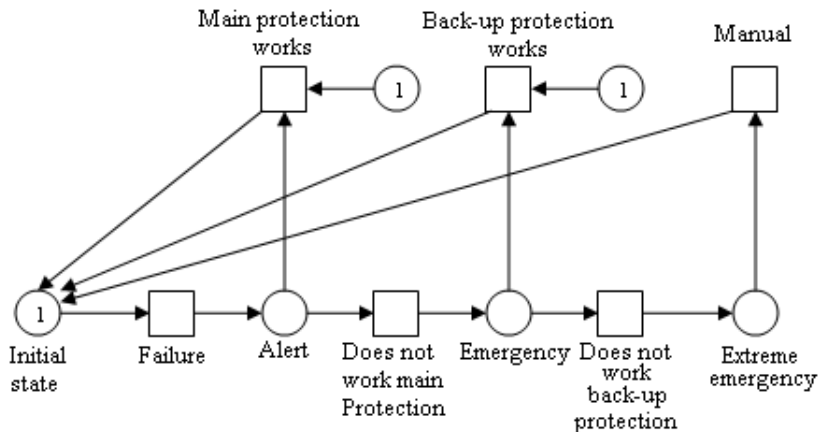 Main protection
works
Back-up protection
works
Manual
1
1
1
Initial
state
Failure
Alert
Does not
work main
Protection
Emergency
Does not
work
back-up
protection
Extreme
emergency